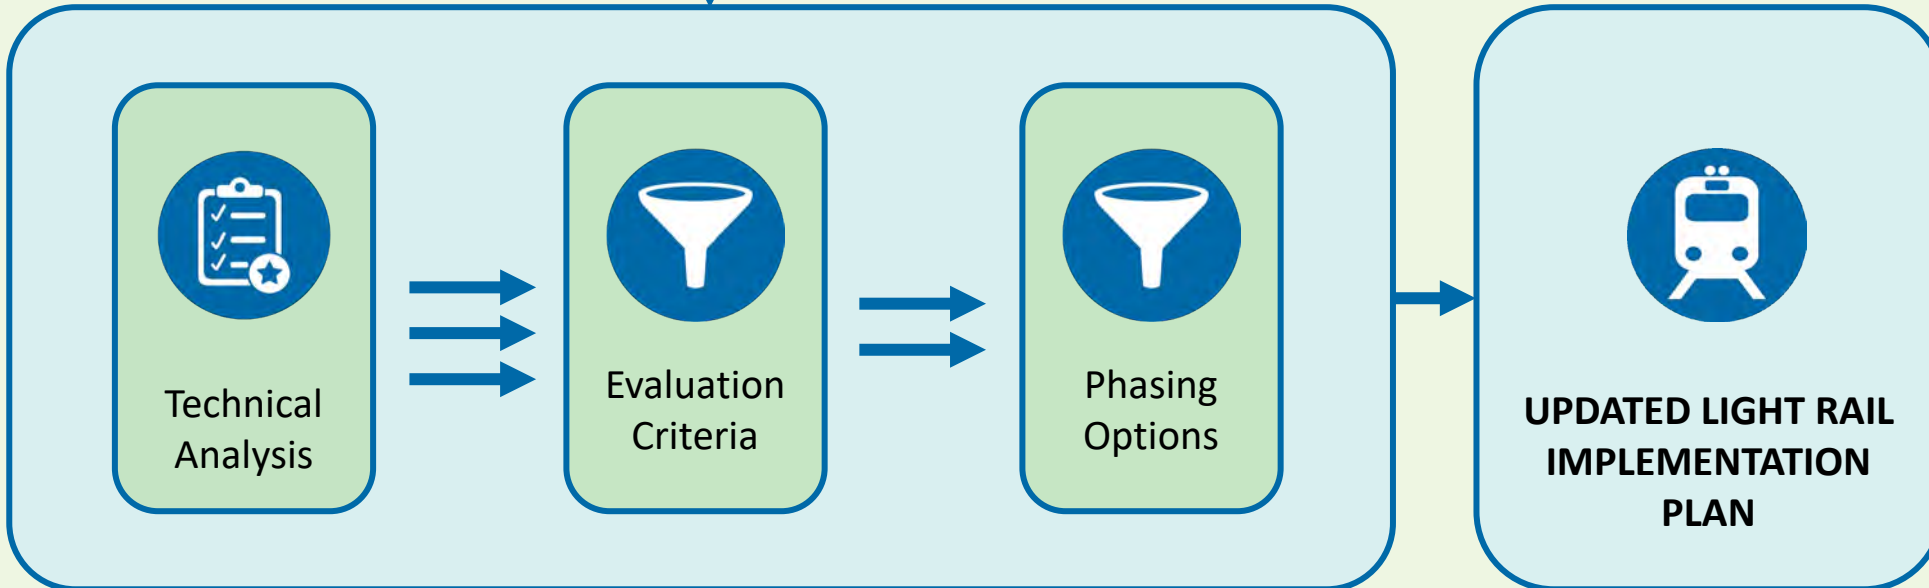 Technical
Analysis
Evaluation
Criteria
Phasing
Options
UPDATED LIGHT RAIL
IMPLEMENTATION
PLAN